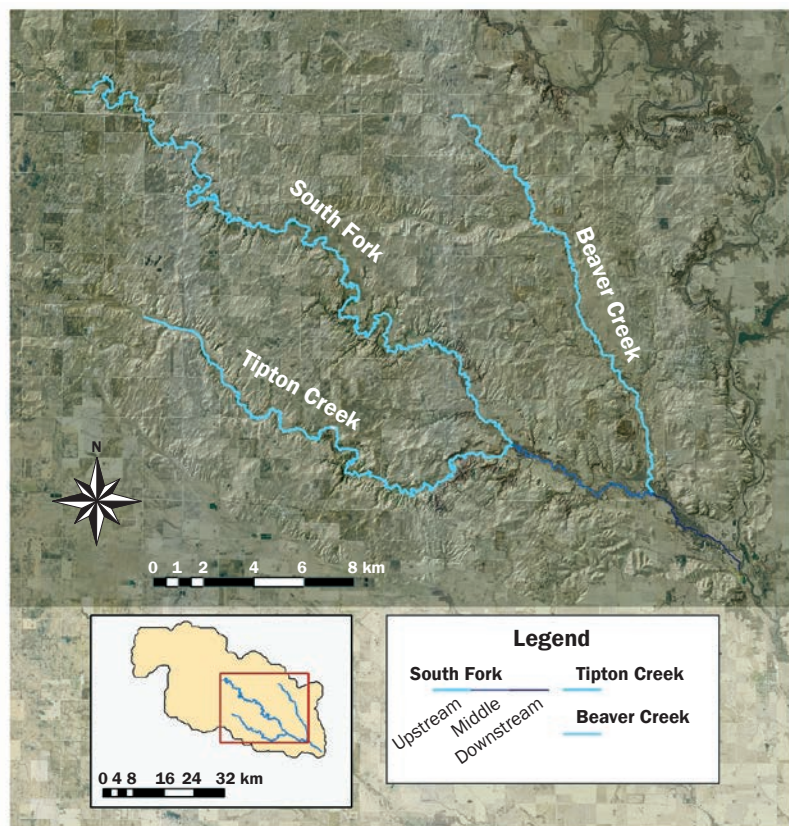 South Fork
Beaver Creek
Tipton Creek
N
0 1 2 4 6 8 km
Legend
South Fork
Tipton Creek
Upstream
Middle
Downstream
Beaver Creek
0 4 8 16 24 32 km